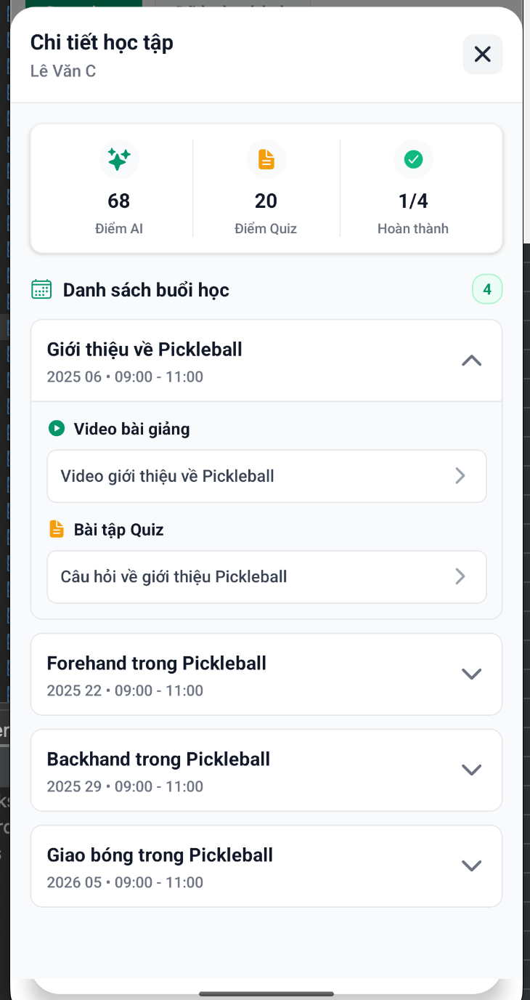 Chi tiết học tập
Lê Văn C
68
Điểm AI
20
Điểm Quiz
1/4
Hoàn thành
Danh sách buổi học
4
Giới thiệu về Pickleball
2025 06 • 09:00 - 11:00
Video bài giảng
Video giới thiệu về Pickleball
Bài tập Quiz
Câu hỏi về giới thiệu Pickleball
Forehand trong Pickleball
2025 22 • 09:00 - 11:00
Backhand trong Pickleball
2025 29 • 09:00 - 11:00
Giao bóng trong Pickleball
2026 05 • 09:00 - 11:00